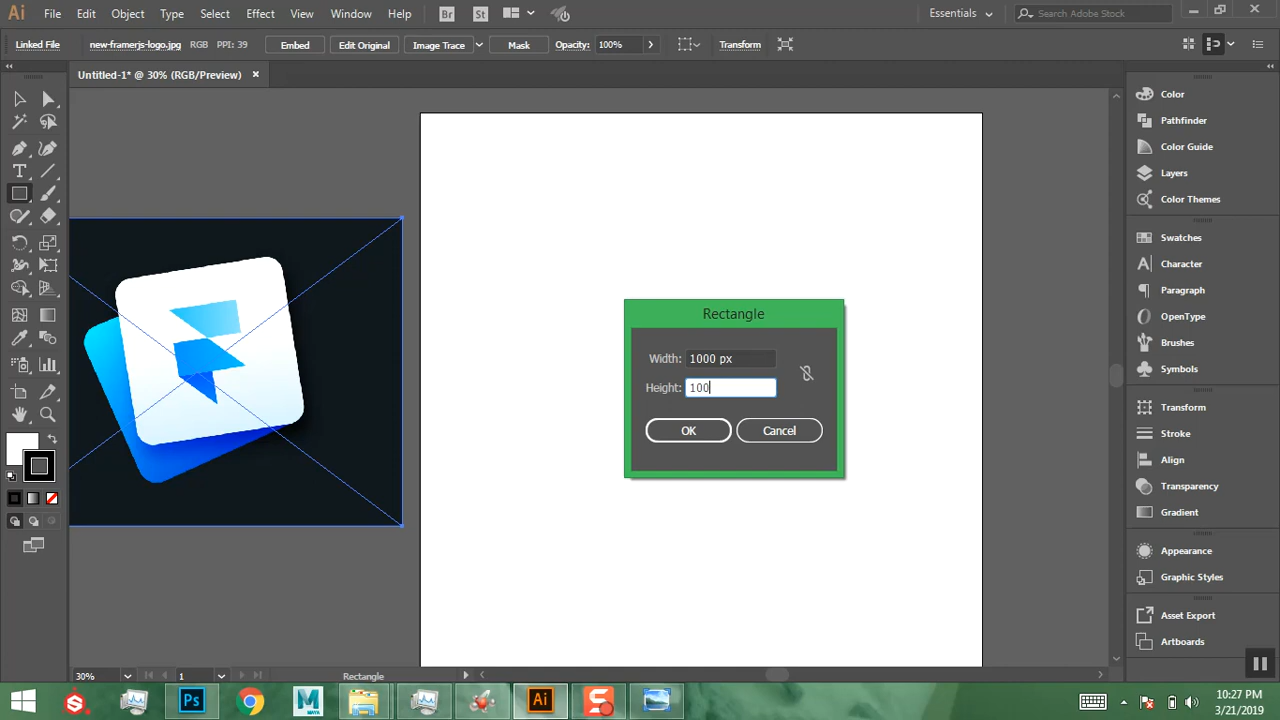 Ai File Edit Object Type Select Effect View Window Help Br St Essentials Search Adobe Stock
Linked File new-framerjs-logo.jpg RGB PPI: 39 Embed Edit Original Image Trace Mask Opacity: 100% Transform
Untitled-1* @ 30% (RGB/Preview)
Color
Pathfinder
Color Guide
Layers
Color Themes
Swatches
Character
Paragraph
OpenType
Brushes
Symbols
Transform
Stroke
Align
Transparency
Gradient
Appearance
Graphic Styles
Asset Export
Artboards
Rectangle
Width: 1000 px
Height: 100
OK Cancel
30% 1 Rectangle
Ps MAYA Ai S
10:27 PM
3/21/2019